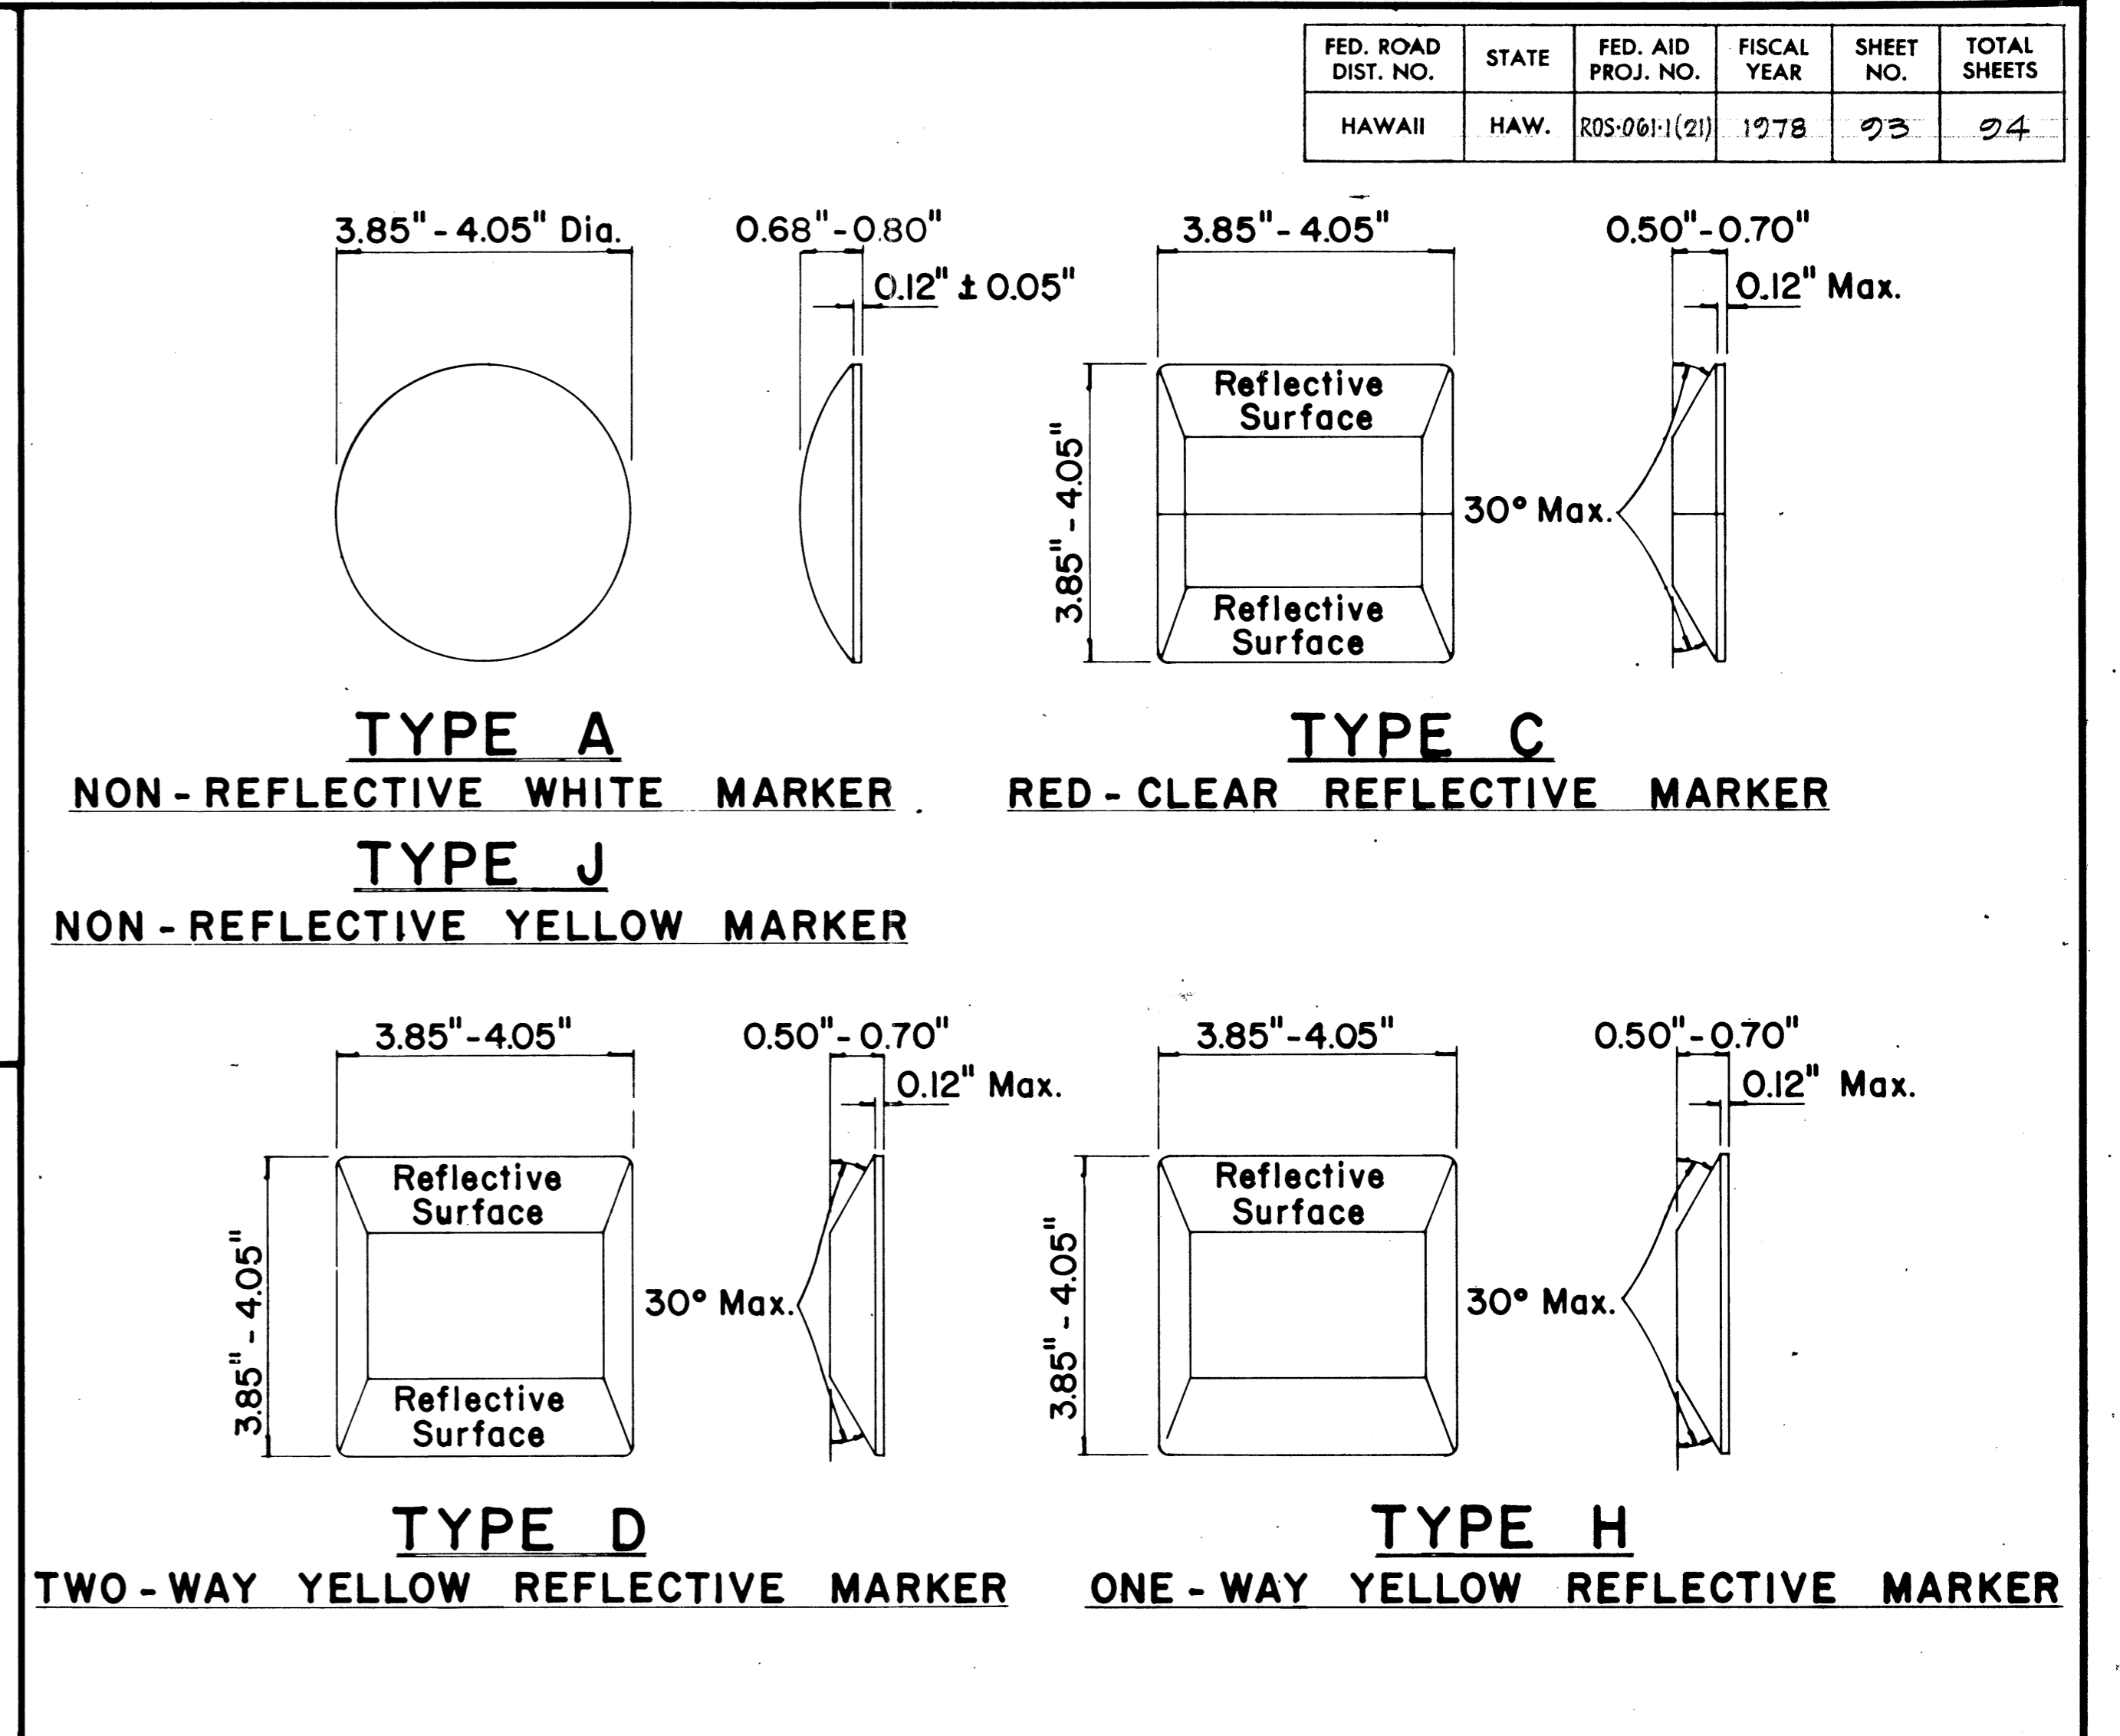 FED. ROAD DIST. NO.
STATE
FED. AID PROJ. NO.
FISCAL YEAR
SHEET NO.
TOTAL SHEETS
HAWAII
HAW.
ROS-061-1(21)
1978
93
94
3.85" - 4.05" Dia.
0.68" - 0.80"
0.12" ± 0.05"
TYPE A
NON-REFLECTIVE WHITE MARKER
TYPE J
NON-REFLECTIVE YELLOW MARKER
3.85" - 4.05"
0.50" - 0.70"
0.12" Max.
Reflective
Surface
3.85" - 4.05"
30° Max.
Reflective
Surface
TYPE C
RED-CLEAR REFLECTIVE MARKER
3.85" - 4.05"
0.50" - 0.70"
0.12" Max.
Reflective
Surface
3.85" - 4.05"
30° Max.
Reflective
Surface
TYPE D
TWO-WAY YELLOW REFLECTIVE MARKER
3.85" - 4.05"
0.50" - 0.70"
0.12" Max.
Reflective
Surface
3.85" - 4.05"
30° Max.
TYPE H
ONE-WAY YELLOW REFLECTIVE MARKER